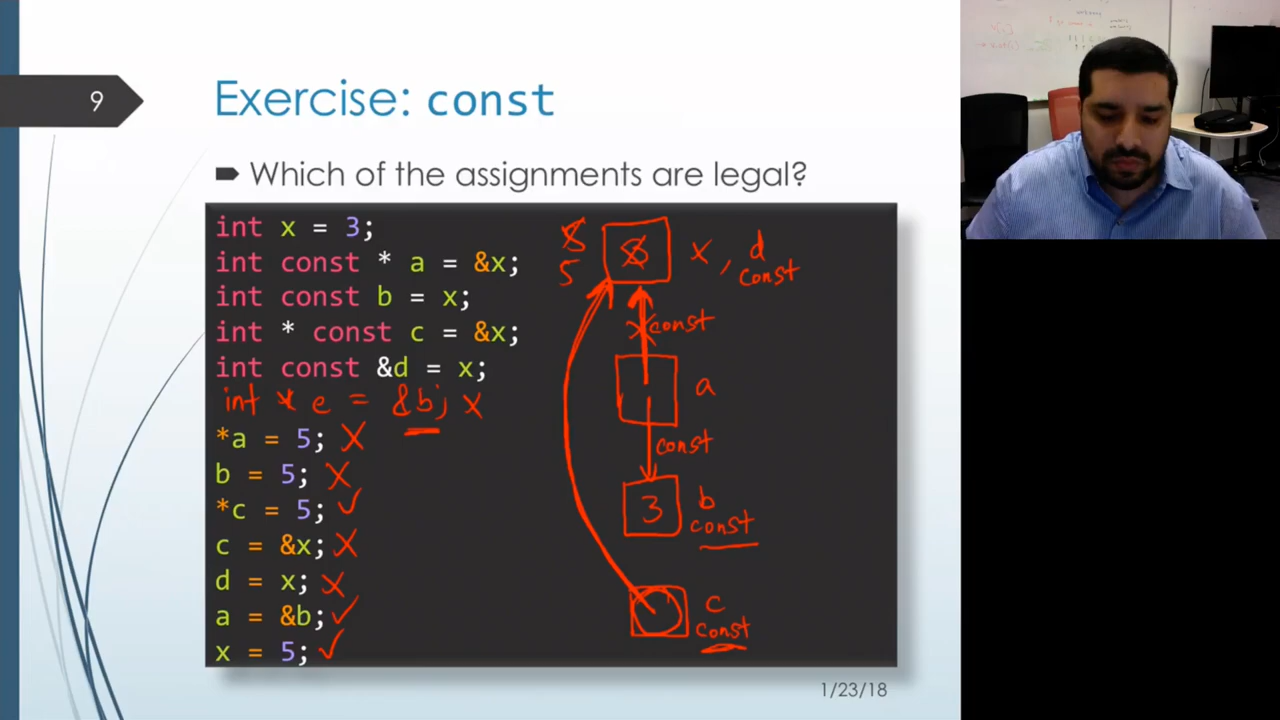 9
Exercise: const
Which of the assignments are legal?
int x = 3;
int const * a = &x;
int const b = x;
int * const c = &x;
int const &d = x;
int * e = &b; X
*a = 5; X
b = 5; X
*c = 5; ✓
c = &x; X
d = x; X
a = &b; ✓
x = 5; ✓
5
x, d
const
const
a
const
3
b
const
c
const
1/23/18